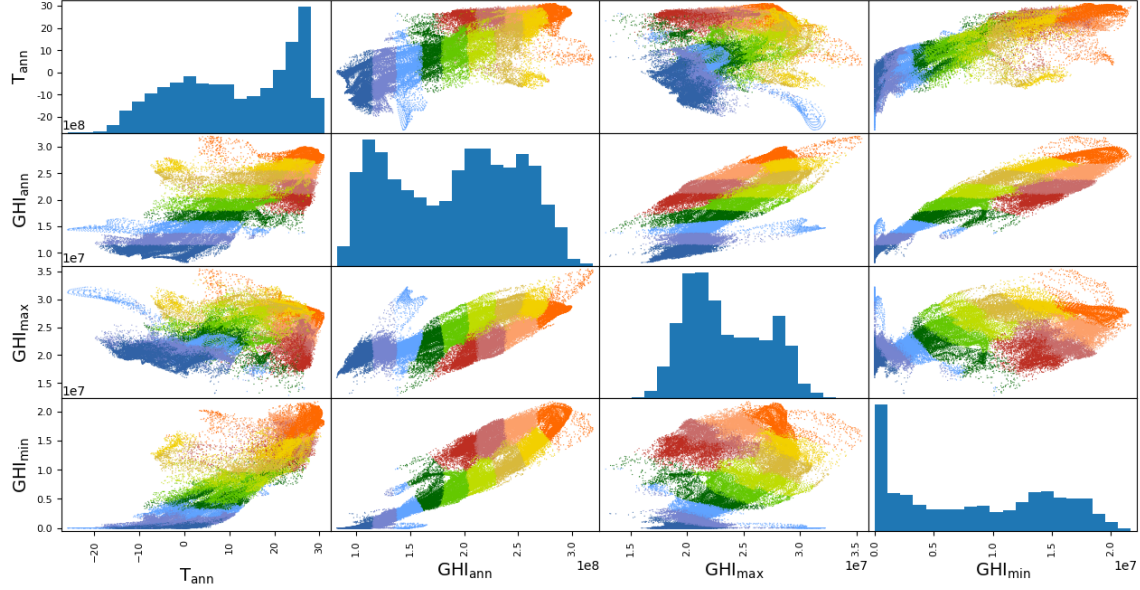 T_ann
30
20
10
0
−10
−20
1e8
GHI_ann
3.0
2.5
2.0
1.5
1.0
1e7
GHI_max
3.5
3.0
2.5
2.0
1.5
1e7
GHI_min
2.0
1.5
1.0
0.5
0.0
−20 −10 0 10 20 30
1.0 1.5 2.0 2.5 3.0
1.5 2.0 2.5 3.0 3.5
0.0 0.5 1.0 1.5 2.0
1e8 1e7 1e7
T_ann GHI_ann GHI_max GHI_min